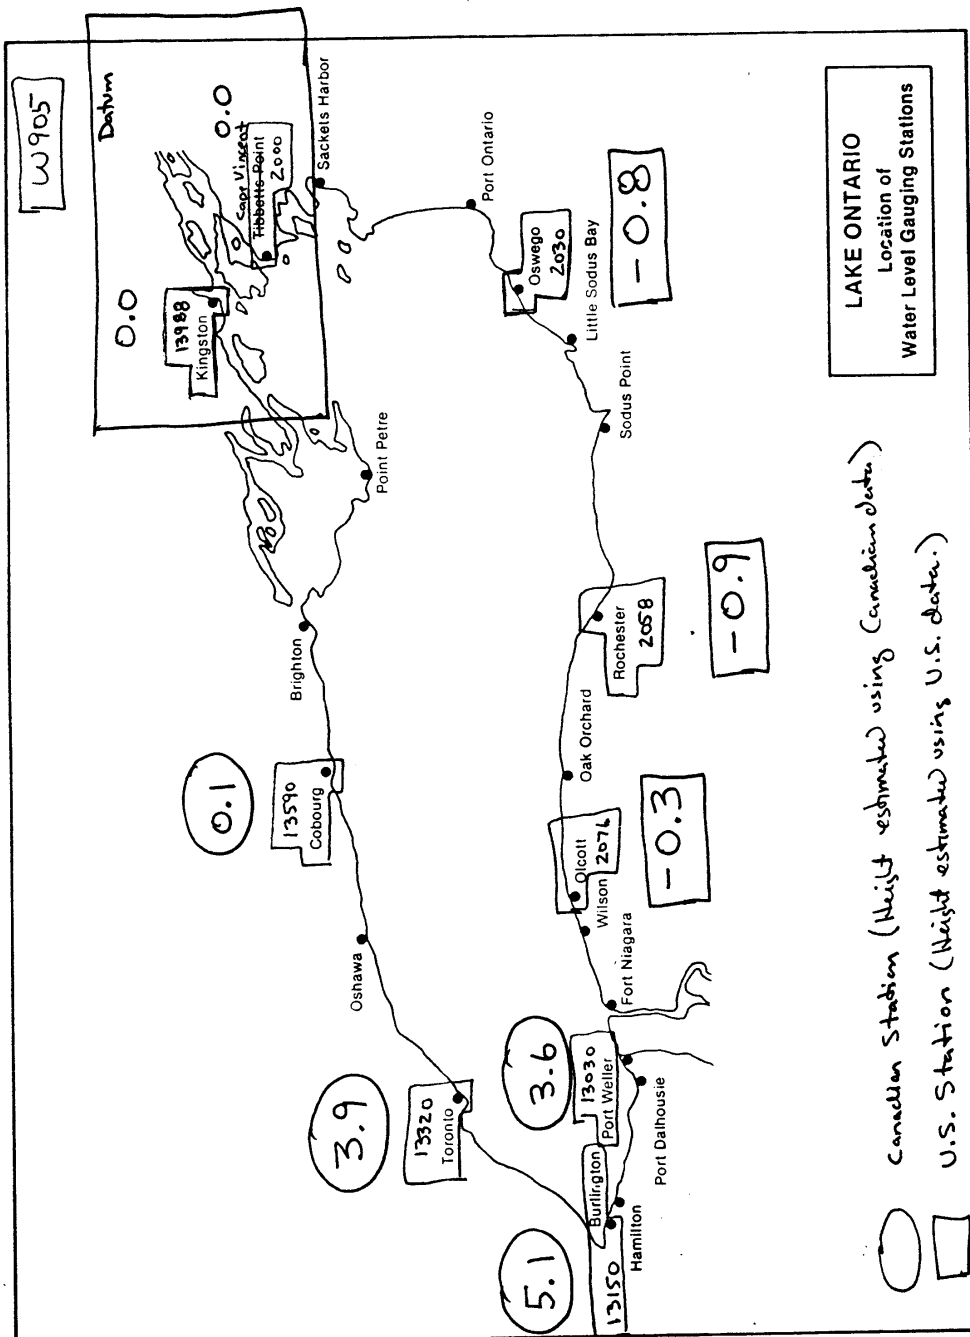 W905
Datum
0.0
0.0
13988
Kingston
Cape Vincent
Tibbetts Point
2000
Sackets Harbor
Point Petre
Brighton
0.1
13590
Cobourg
Oshawa
3.9
13320
Toronto
5.1
13150
Burlington
Hamilton
Port Dalhousie
3.6
13030
Port Weller
Fort Niagara
Wilson
Olcott
2076
-0.3
Oak Orchard
Rochester
2058
-0.9
Sodus Point
Little Sodus Bay
Oswego
2030
-0.8
Port Ontario
LAKE ONTARIO
Location of
Water Level Gauging Stations
Canadian Station (Height estimated using Canadian data)
U.S. Station (Height estimated using U.S. data.)